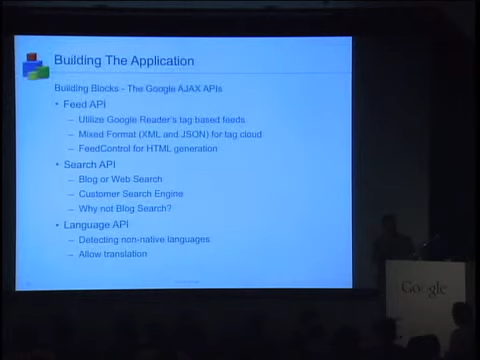 Building The Application
Building Blocks - The Google AJAX APIs
• Feed API
– Utilize Google Reader's tag based feeds
– Mixed Format (XML and JSON) for tag cloud
– FeedControl for HTML generation
• Search API
– Blog or Web Search
– Customer Search Engine
– Why not Blog Search?
• Language API
– Detecting non-native languages
– Allow translation
Google